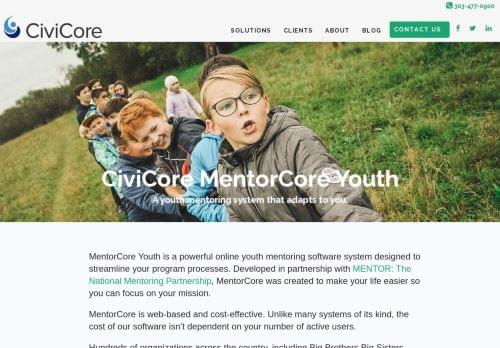 303-477-0900
CiviCore
SOLUTIONS CLIENTS ABOUT BLOG CONTACT US
CiviCore MentorCore Youth
A youth mentoring system that adapts to you.
MentorCore Youth is a powerful online youth mentoring software system designed to
streamline your program processes. Developed in partnership with MENTOR: The
National Mentoring Partnership, MentorCore was created to make your life easier so
you can focus on your mission.
MentorCore is web-based and cost-effective. Unlike many systems of its kind, the
cost of our software isn't dependent on your number of active users.
Hundreds of organizations across the country, including Big Brothers Big Sisters